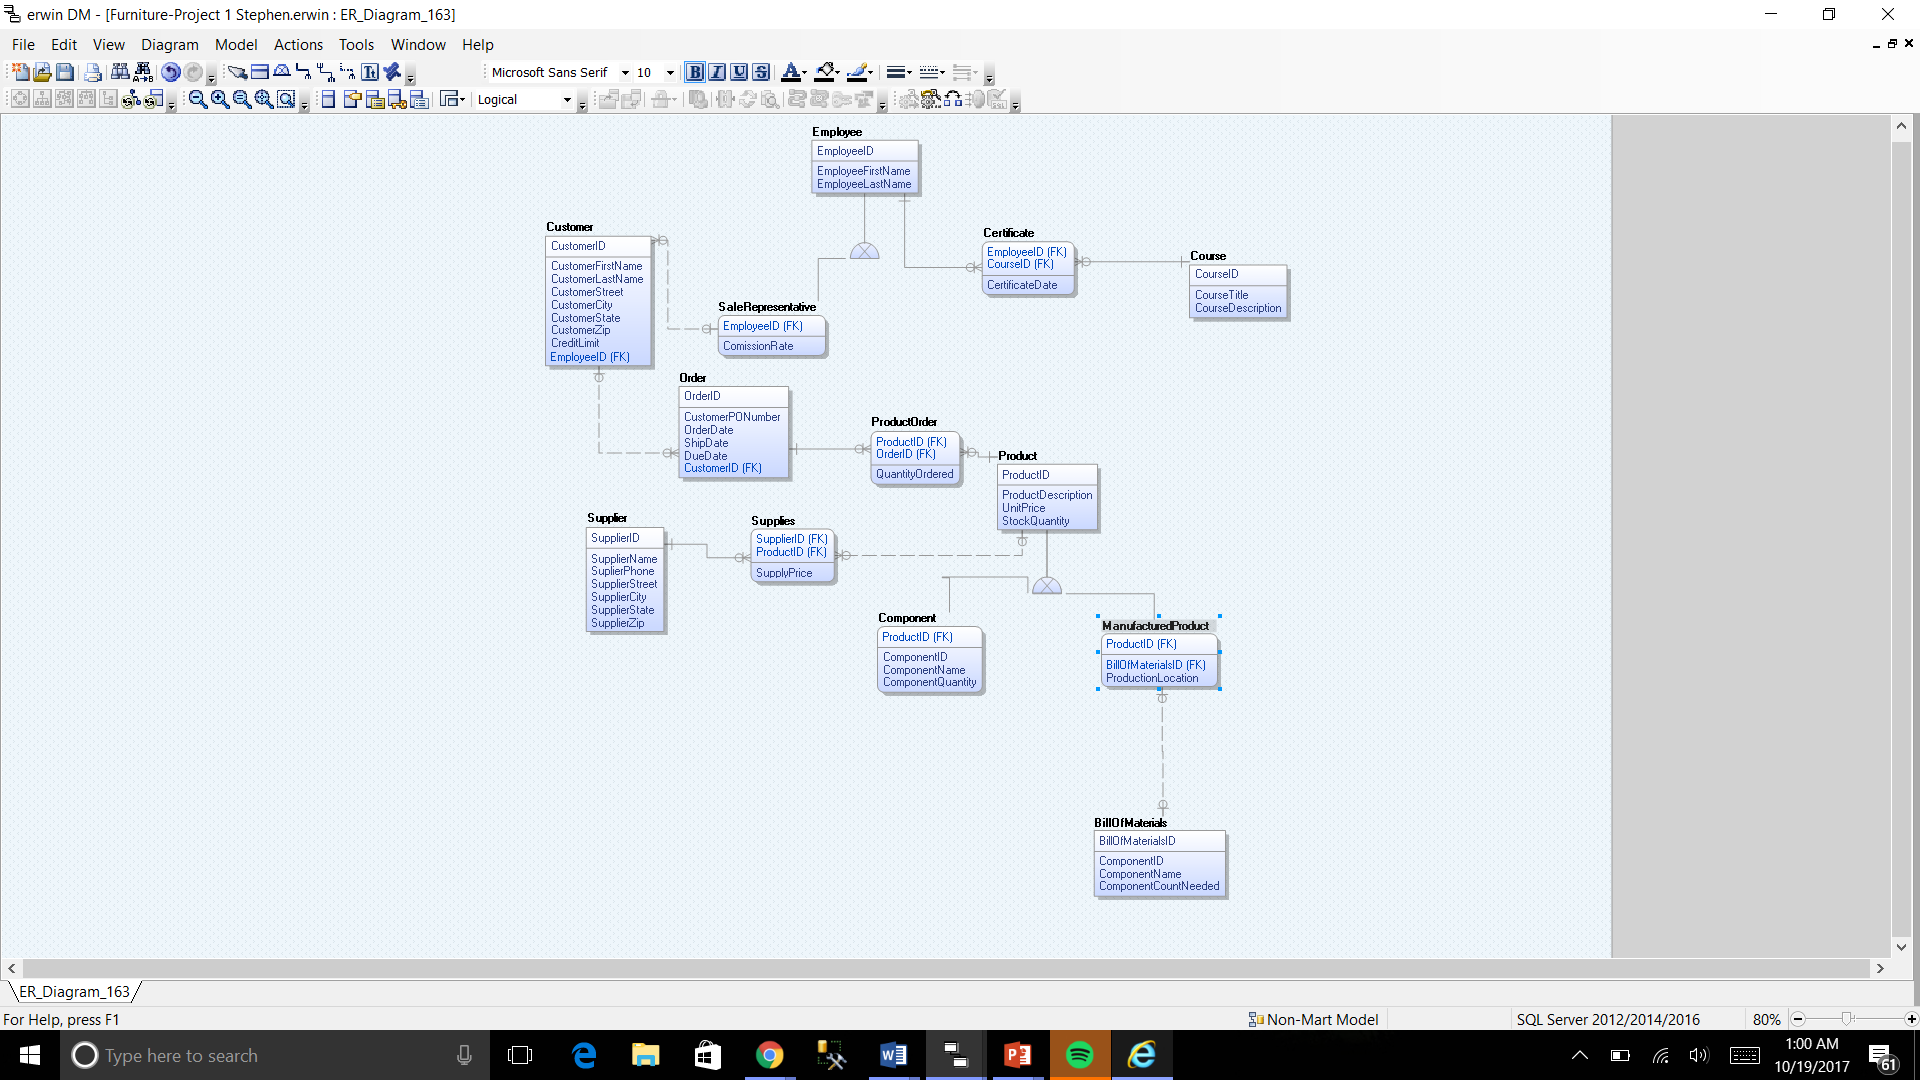 erwin DM - [Furniture-Project 1 Stephen.erwin : ER_Diagram_163]
File Edit View Diagram Model Actions Tools Window Help
Microsoft Sans Serif 10 B I U S A
Logical
Employee
EmployeeID
EmployeeFirstName
EmployeeLastName
Customer
CustomerID
CustomerFirstName
CustomerLastName
CustomerStreet
CustomerCity
CustomerState
CustomerZip
CreditLimit
EmployeeID (FK)
Certificate
EmployeeID (FK)
CourseID (FK)
CertificateDate
Course
CourseID
CourseTitle
CourseDescription
SaleRepresentative
EmployeeID (FK)
ComissionRate
Order
OrderID
CustomerPONumber
OrderDate
ShipDate
DueDate
CustomerID (FK)
ProductOrder
ProductID (FK)
OrderID (FK)
QuantityOrdered
Product
ProductID
ProductDescription
UnitPrice
StockQuantity
Supplier
SupplierID
SupplierName
SuplierPhone
SupplierStreet
SupplierCity
SupplierState
SupplierZip
Supplies
SupplierID (FK)
ProductID (FK)
SupplyPrice
Component
ProductID (FK)
ComponentID
ComponentName
ComponentQuantity
ManufacturedProduct
ProductID (FK)
BillOfMaterialsID (FK)
ProductionLocation
BillOfMaterials
BillOfMaterialsID
ComponentID
ComponentName
ComponentCountNeeded
ER_Diagram_163
For Help, press F1
Non-Mart Model
SQL Server 2012/2014/2016
80%
Type here to search
1:00 AM
10/19/2017
61